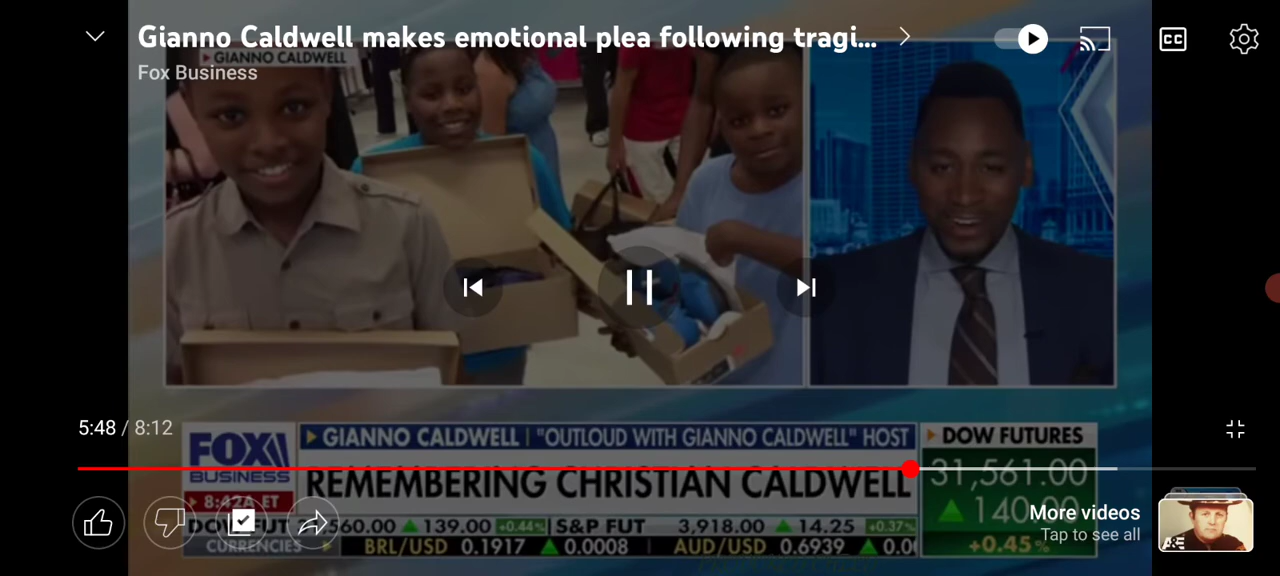 Gianno Caldwell makes emotional plea following tragi...
CC
GIANNO CALDWELL
Fox Business
5:48 / 8:12
GIANNO CALDWELL | "OUTLOUD WITH GIANNO CALDWELL" HOST
DOW FUTURES
FOX
BUSINESS
REMEMBERING CHRISTIAN CALDWELL
31,561.00
8:42A ET
140.00
+0.45%
More videos
Tap to see all
A&E
560.00 ▲ 139.00 +0.44% | S&P FUT 3,918.00 ▲ 14.25 +0.37%
CURRENCIES BRL/USD 0.1917 ▲ 0.0008 | AUD/USD 0.6939 ▲